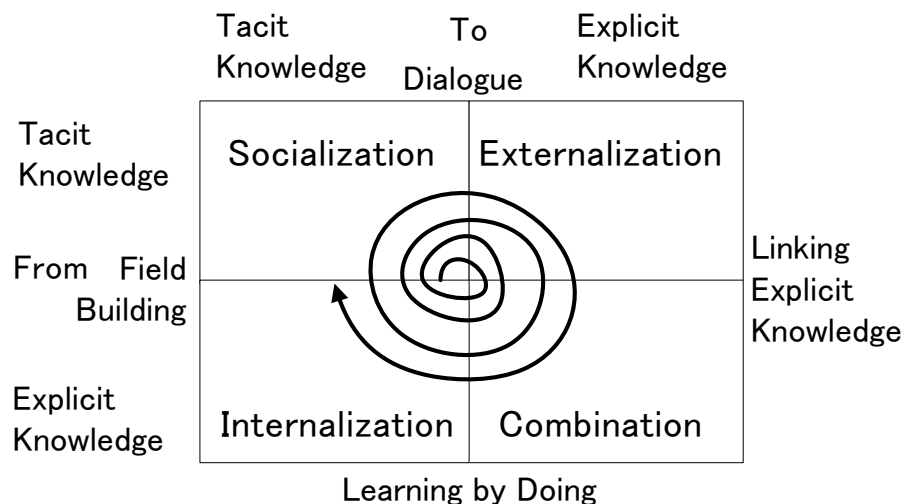 Tacit
Knowledge
To
Dialogue
Explicit
Knowledge
Tacit
Knowledge
Socialization
Externalization
From Field
Building
Linking
Explicit
Knowledge
Explicit
Knowledge
Internalization
Combination
Learning by Doing